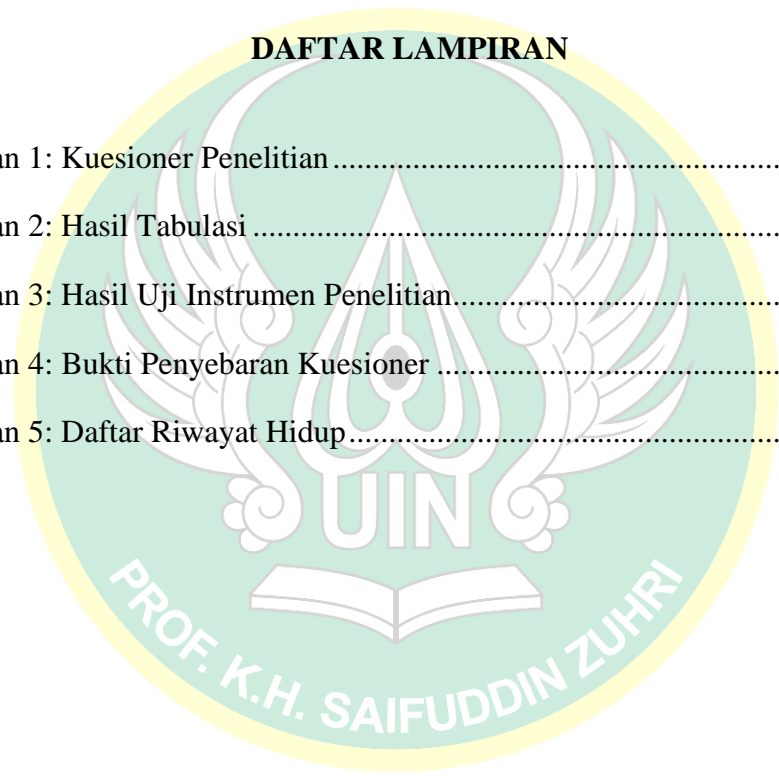 DAFTAR LAMPIRAN
an 1: Kuesioner Penelitian........................................................
an 2: Hasil Tabulasi..................................................................
an 3: Hasil Uji Instrumen Penelitian.........................................
an 4: Bukti Penyebaran Kuesioner...........................................
an 5: Daftar Riwayat Hidup......................................................
UIN
PROF. K.H. SAIFUDDIN ZUHRI